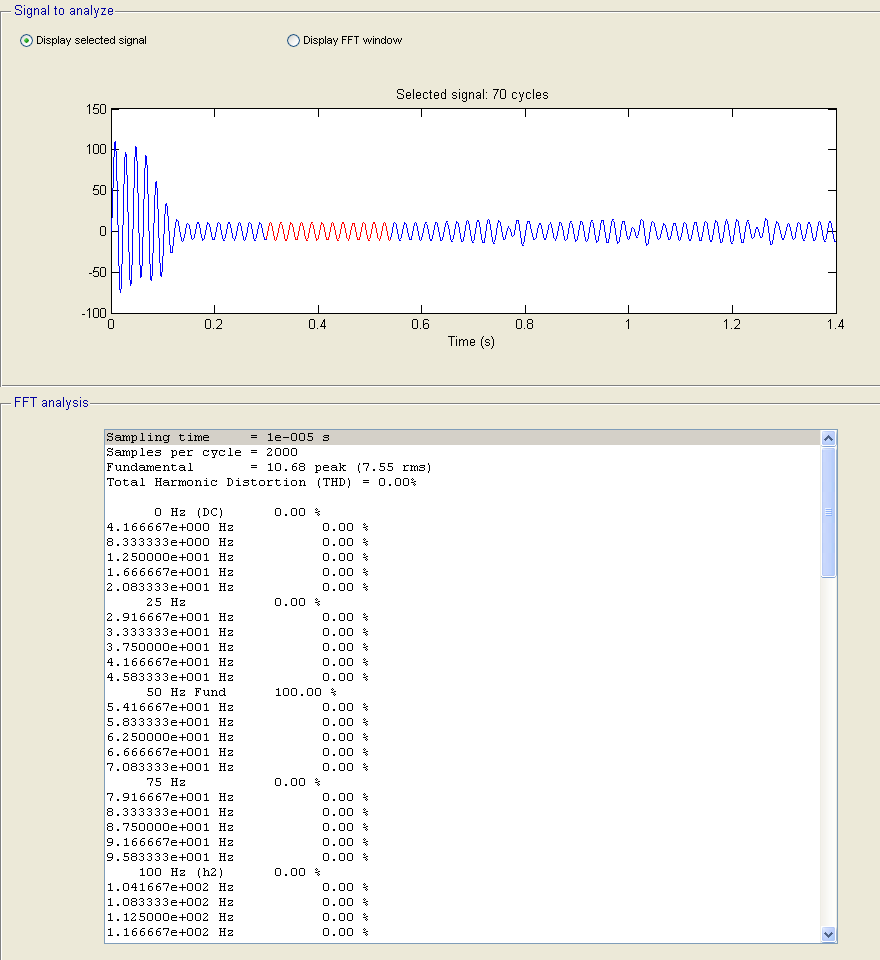 Signal to analyze
Display selected signal
Display FFT window
Selected signal: 70 cycles
150
100
50
0
-50
-100
0
0.2
0.4
0.6
0.8
1
1.2
1.4
Time (s)
FFT analysis
Sampling time     = 1e-005 s
Samples per cycle = 2000
Fundamental       = 10.68 peak (7.55 rms)
Total Harmonic Distortion (THD) = 0.00%
0 Hz (DC)      0.00 %
4.166667e+000 Hz           0.00 %
8.333333e+000 Hz           0.00 %
1.250000e+001 Hz           0.00 %
1.666667e+001 Hz           0.00 %
2.083333e+001 Hz           0.00 %
25 Hz           0.00 %
2.916667e+001 Hz           0.00 %
3.333333e+001 Hz           0.00 %
3.750000e+001 Hz           0.00 %
4.166667e+001 Hz           0.00 %
4.583333e+001 Hz           0.00 %
50 Hz Fund      100.00 %
5.416667e+001 Hz           0.00 %
5.833333e+001 Hz           0.00 %
6.250000e+001 Hz           0.00 %
6.666667e+001 Hz           0.00 %
7.083333e+001 Hz           0.00 %
75 Hz           0.00 %
7.916667e+001 Hz           0.00 %
8.333333e+001 Hz           0.00 %
8.750000e+001 Hz           0.00 %
9.166667e+001 Hz           0.00 %
9.583333e+001 Hz           0.00 %
100 Hz (h2)      0.00 %
1.041667e+002 Hz           0.00 %
1.083333e+002 Hz           0.00 %
1.125000e+002 Hz           0.00 %
1.166667e+002 Hz           0.00 %